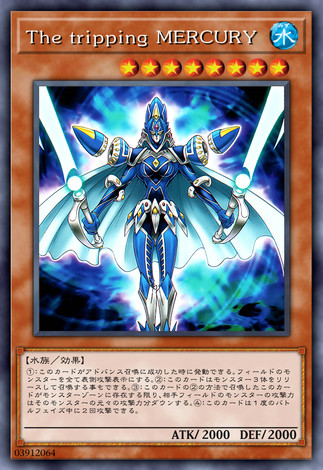 The tripping MERCURY
水
【水族／効果】
①:このカードがアドバンス召喚に成功した時に発動できる。フィールドの
モンスターを全て表側攻撃表示にする。②:このカードはモンスター３体をリリ
ースして召喚する事もできる。③:このカードの②の方法で召喚したこのカー
ドがモンスターゾーンに存在する限り、相手フィールドのモンスターの攻撃力
はそのモンスターの元々の攻撃力分ダウンする。④:このカードは１度のバト
ルフェイズ中に２回攻撃できる。
ATK/ 2000 DEF/ 2000
03912064